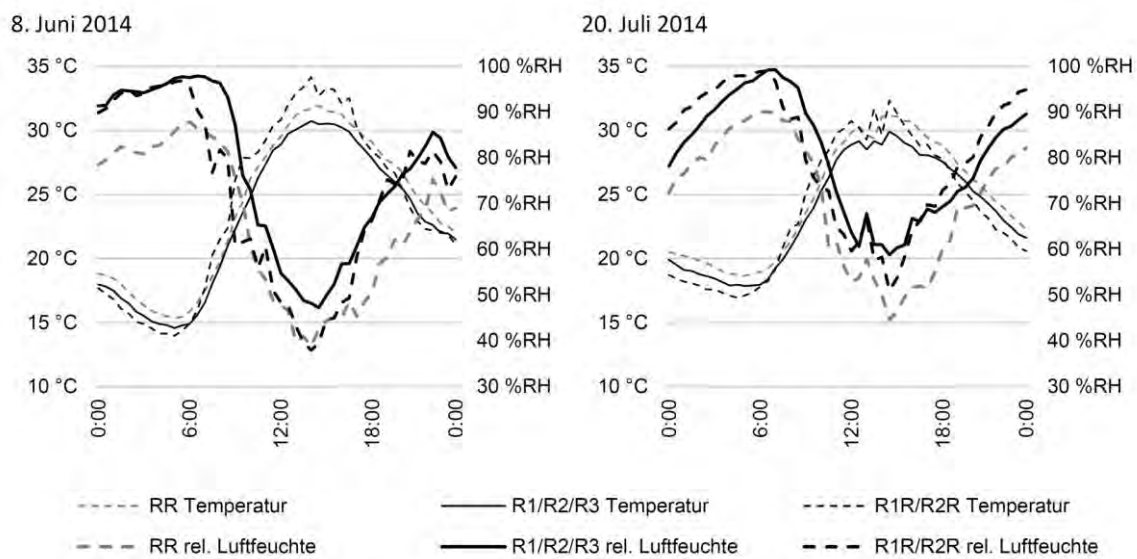 8. Juni 2014
35 °C
30 °C
25 °C
20 °C
15 °C
10 °C
100 %RH
90 %RH
80 %RH
70 %RH
60 %RH
50 %RH
40 %RH
30 %RH
0:00
6:00
12:00
18:00
0:00
20. Juli 2014
35 °C
30 °C
25 °C
20 °C
15 °C
10 °C
100 %RH
90 %RH
80 %RH
70 %RH
60 %RH
50 %RH
40 %RH
30 %RH
0:00
6:00
12:00
18:00
0:00
RR Temperatur
R1/R2/R3 Temperatur
R1R/R2R Temperatur
RR rel. Luftfeuchte
R1/R2/R3 rel. Luftfeuchte
R1R/R2R rel. Luftfeuchte